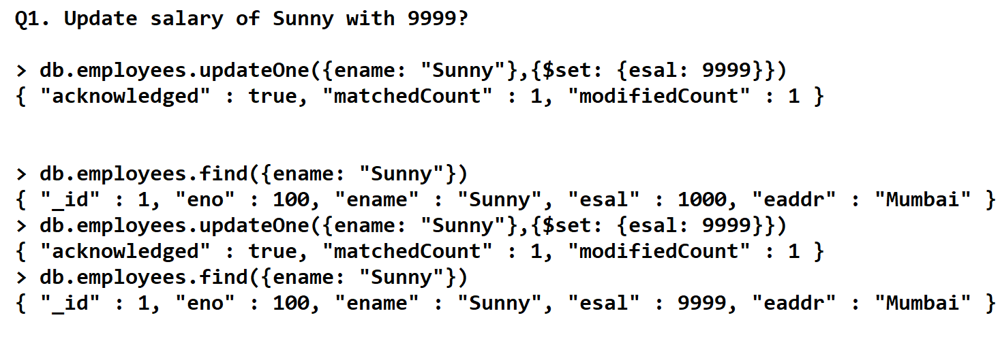 Q1. Update salary of Sunny with 9999?
> db.employees.updateOne({ename: "Sunny"},{$set: {esal: 9999}})
{ "acknowledged" : true, "matchedCount" : 1, "modifiedCount" : 1 }
> db.employees.find({ename: "Sunny"})
{ "_id" : 1, "eno" : 100, "ename" : "Sunny", "esal" : 1000, "eaddr" : "Mumbai" }
> db.employees.updateOne({ename: "Sunny"},{$set: {esal: 9999}})
{ "acknowledged" : true, "matchedCount" : 1, "modifiedCount" : 1 }
> db.employees.find({ename: "Sunny"})
{ "_id" : 1, "eno" : 100, "ename" : "Sunny", "esal" : 9999, "eaddr" : "Mumbai" }